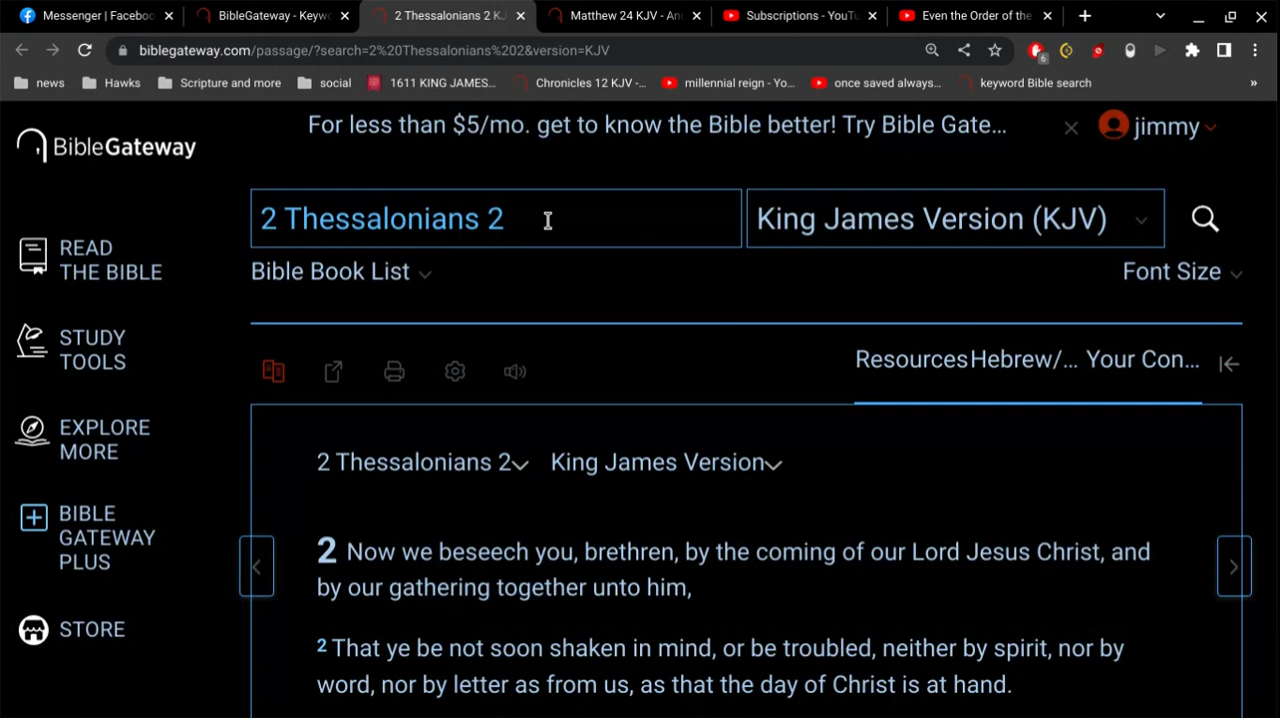 Messenger | Faceboo
BibleGateway - Keyw
2 Thessalonians 2 KJ
Matthew 24 KJV - An
Subscriptions - YouTu
Even the Order of the
biblegateway.com/passage/?search=2%20Thessalonians%202&version=KJV
6
news
Hawks
Scripture and more
social
1611 KING JAMES...
Chronicles 12 KJV -...
millennial reign - Yo...
once saved always...
keyword Bible search
»
For less than $5/mo. get to know the Bible better! Try Bible Gate...
jimmy
BibleGateway
2 Thessalonians 2
King James Version (KJV)
READ
THE BIBLE
Bible Book List
Font Size
STUDY
TOOLS
Resources Hebrew/... Your Con...
EXPLORE
MORE
2 Thessalonians 2
King James Version
BIBLE
GATEWAY
PLUS
2 Now we beseech you, brethren, by the coming of our Lord Jesus Christ, and
by our gathering together unto him,
STORE
2 That ye be not soon shaken in mind, or be troubled, neither by spirit, nor by
word, nor by letter as from us, as that the day of Christ is at hand.